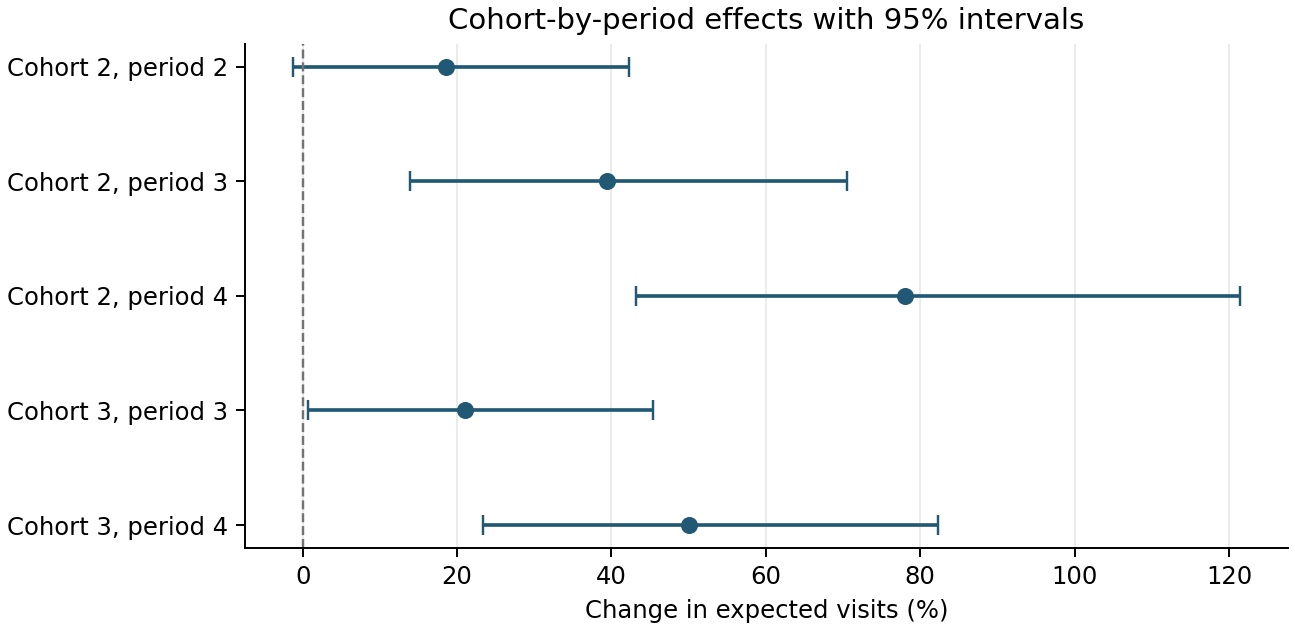 Cohort-by-period effects with 95% intervals
Cohort 2, period 2
Cohort 2, period 3
Cohort 2, period 4
Cohort 3, period 3
Cohort 3, period 4
0 20 40 60 80 100 120
Change in expected visits (%)